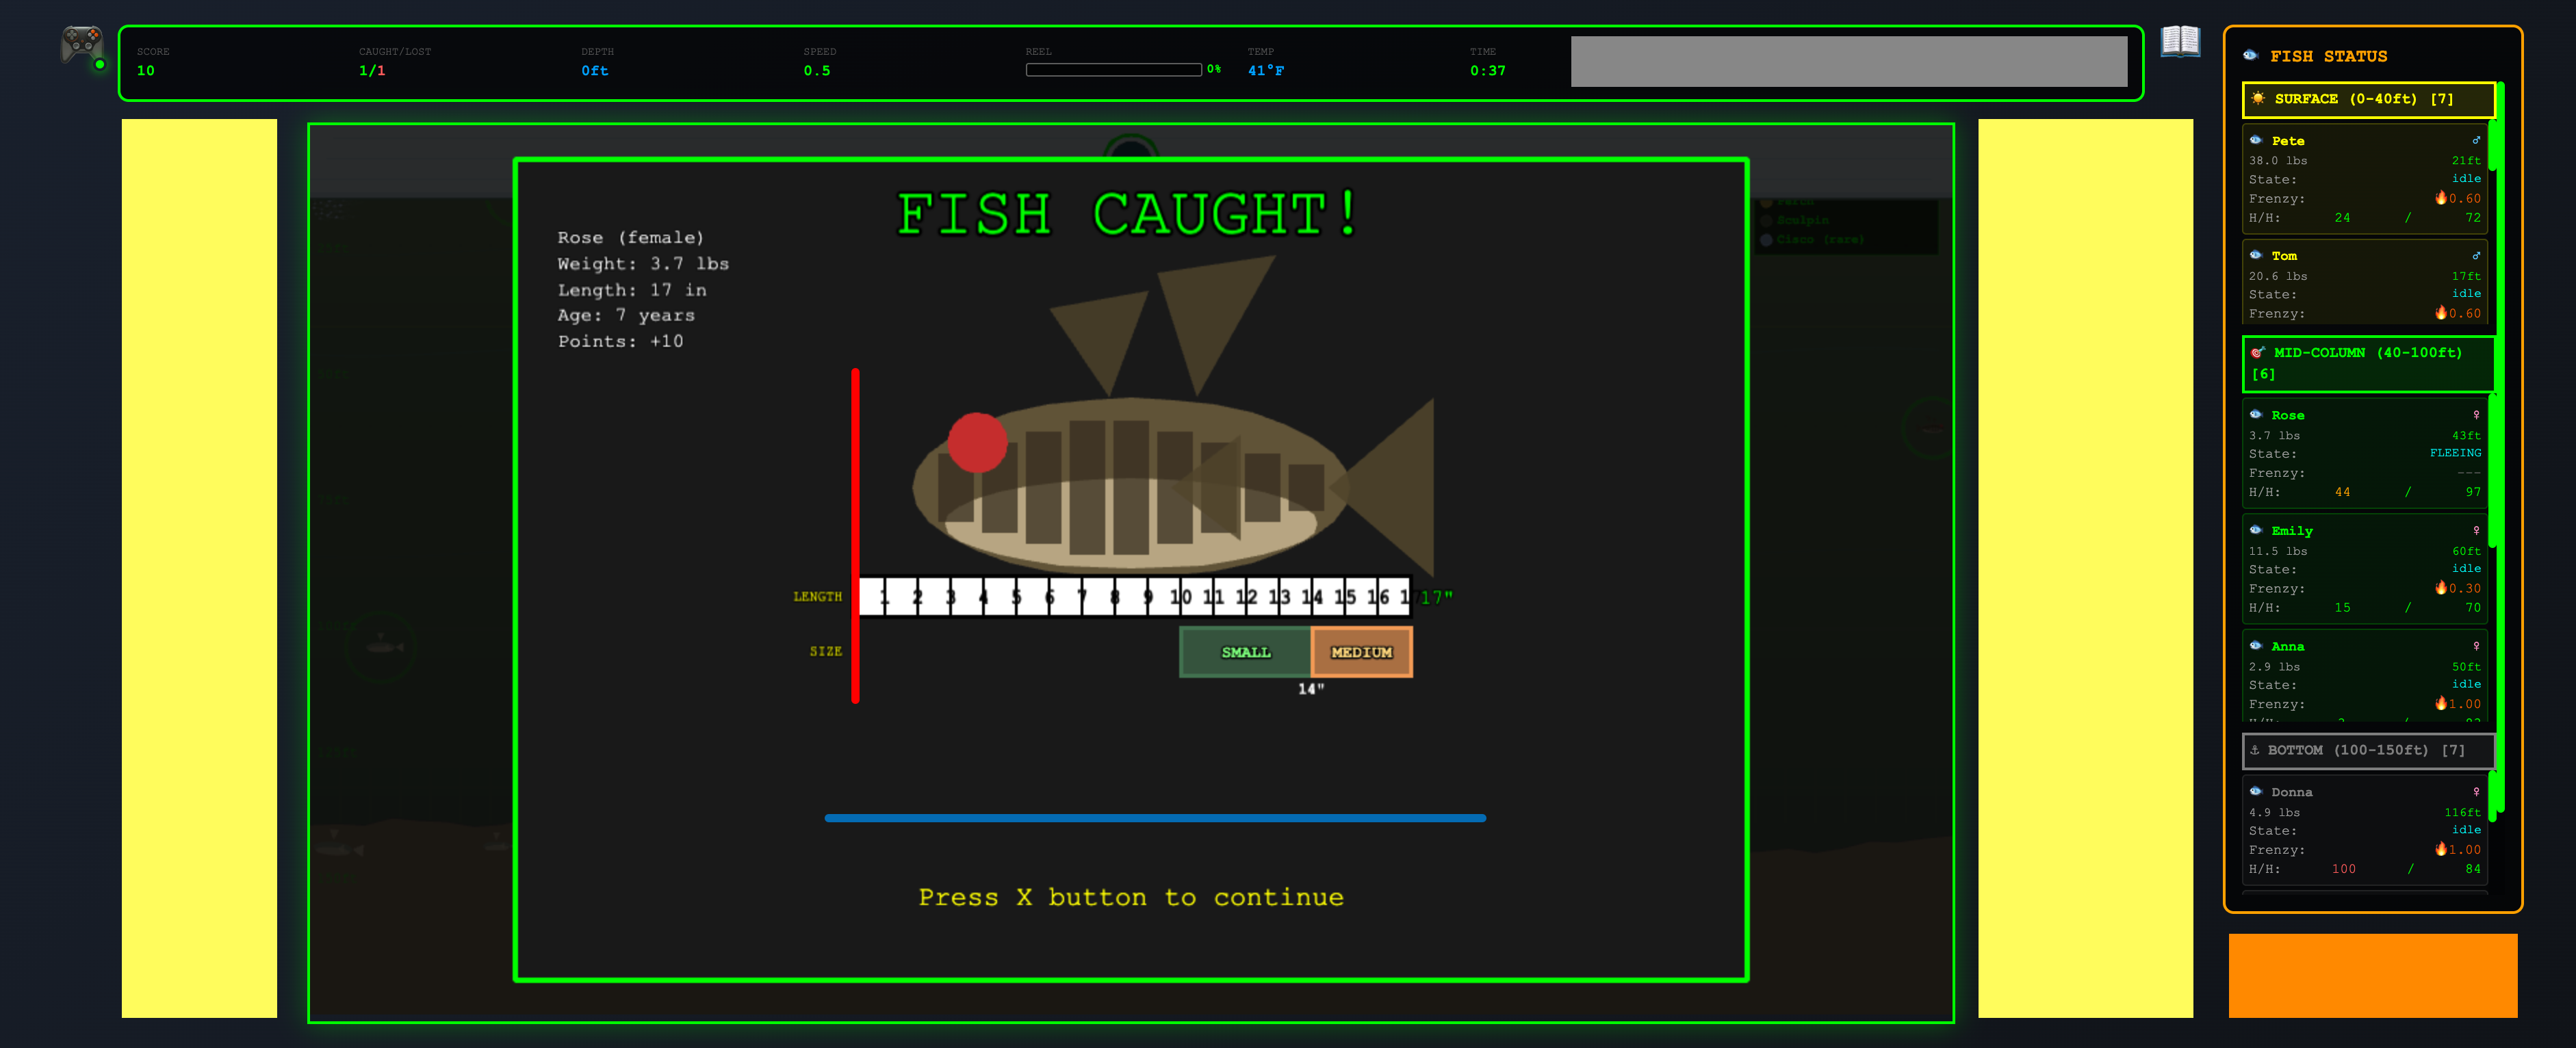 SCORE
10
CAUGHT/LOST
1/1
DEPTH
0ft
SPEED
0.5
REEL
0%
TEMP
41°F
TIME
0:37
FISH CAUGHT!
Rose (female)
Weight: 3.7 lbs
Length: 17 in
Age: 7 years
Points: +10
Perch
Sculpin
Cisco (rare)
LENGTH
1 2 3 4 5 6 7 8 9 10 11 12 13 14 15 16 17
17"
SIZE
SMALL
MEDIUM
14"
Press X button to continue
FISH STATUS
SURFACE (0-40ft) [7]
Pete ♂
38.0 lbs 21ft
State: idle
Frenzy: 0.60
H/H: 24 / 72
Tom ♂
20.6 lbs 17ft
State: idle
Frenzy: 0.60
MID-COLUMN (40-100ft)
[6]
Rose ♀
3.7 lbs 43ft
State: FLEEING
Frenzy: ---
H/H: 44 / 97
Emily ♀
11.5 lbs 60ft
State: idle
Frenzy: 0.30
H/H: 15 / 70
Anna ♀
2.9 lbs 50ft
State: idle
Frenzy: 1.00
BOTTOM (100-150ft) [7]
Donna ♀
4.9 lbs 116ft
State: idle
Frenzy: 1.00
H/H: 100 / 84